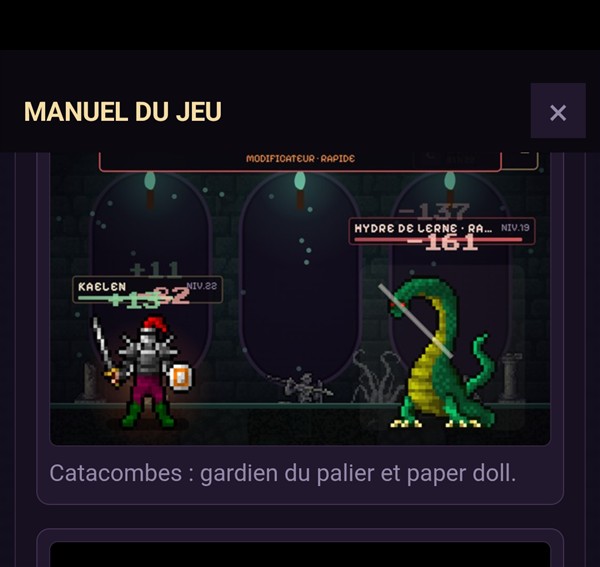 MANUEL DU JEU
×
MODIFICATEUR·RAPIDE
-137
HYDRE DE LERNE · RA... NIV.19
-161
+11
KAELEN NIV.22
+13
Catacombes : gardien du palier et paper doll.